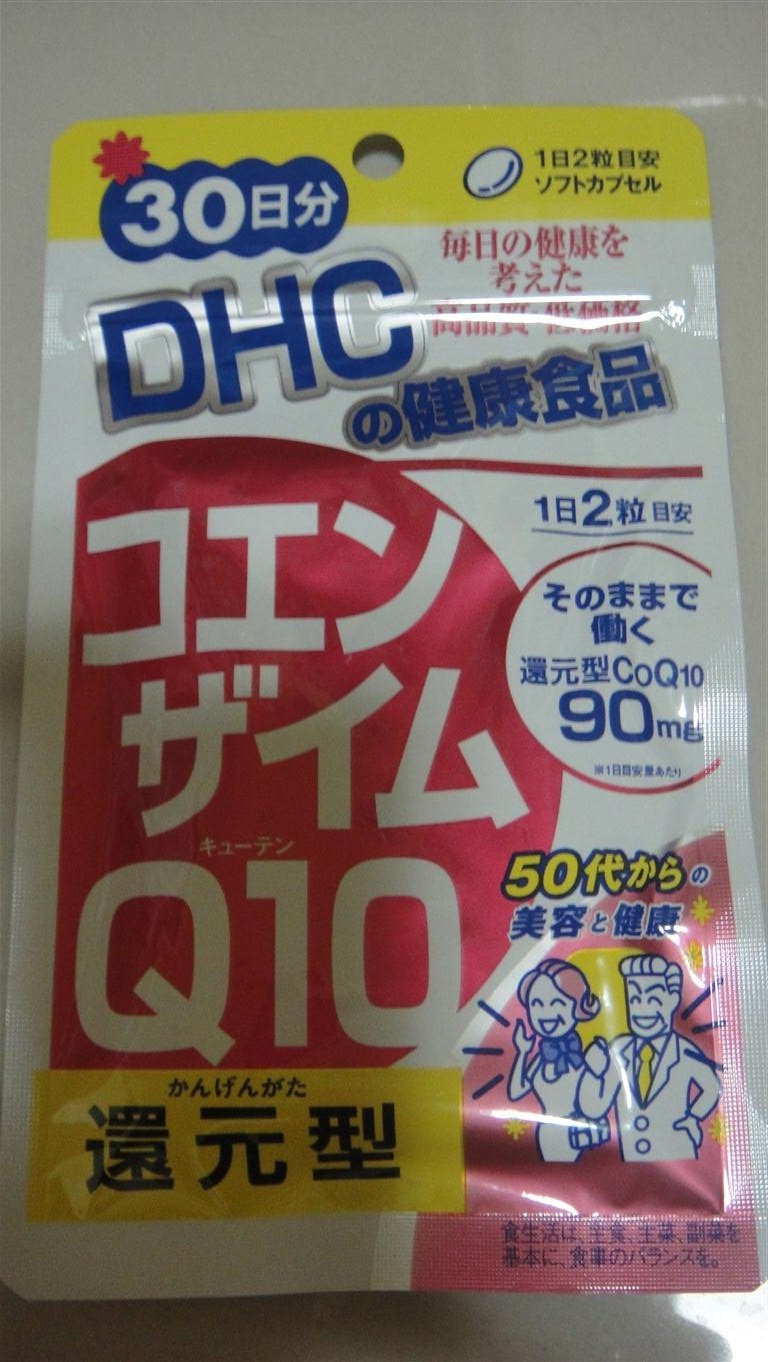 30日分
1日2粒目安
ソフトカプセル
毎日の健康を
考えた
高品質・低価格
DHC
の健康食品
1日2粒目安
コエン
ザイム
キューテン
Q10
そのままで
働く
還元型CoQ10
90mg
※1日目安量あたり
50代からの
美容と健康
かんげんがた
還元型
食生活は、主食、主菜、副菜を
基本に、食事のバランスを。